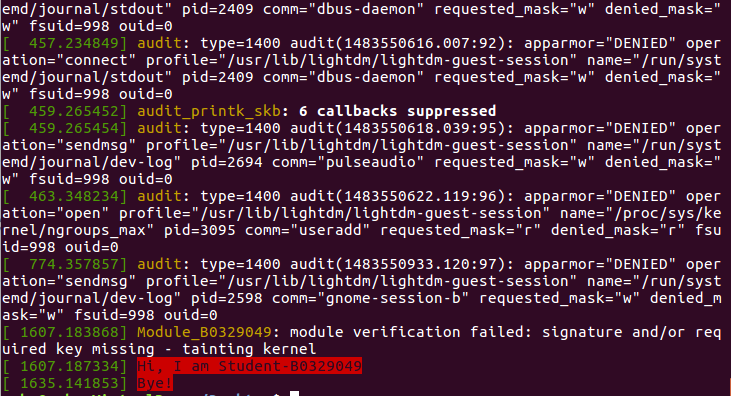 emd/journal/stdout" pid=2409 comm="dbus-daemon" requested_mask="w" denied_mask="
w" fsuid=998 ouid=0
[  457.234849] audit: type=1400 audit(1483550616.007:92): apparmor="DENIED" oper
ation="connect" profile="/usr/lib/lightdm/lightdm-guest-session" name="/run/syst
emd/journal/stdout" pid=2409 comm="dbus-daemon" requested_mask="w" denied_mask="
w" fsuid=998 ouid=0
[  459.265452] audit_printk_skb: 6 callbacks suppressed
[  459.265454] audit: type=1400 audit(1483550618.039:95): apparmor="DENIED" oper
ation="sendmsg" profile="/usr/lib/lightdm/lightdm-guest-session" name="/run/syst
emd/journal/dev-log" pid=2694 comm="pulseaudio" requested_mask="w" denied_mask="
w" fsuid=998 ouid=0
[  463.348234] audit: type=1400 audit(1483550622.119:96): apparmor="DENIED" oper
ation="open" profile="/usr/lib/lightdm/lightdm-guest-session" name="/proc/sys/ke
rnel/ngroups_max" pid=3095 comm="useradd" requested_mask="r" denied_mask="r" fsu
id=998 ouid=0
[  774.357857] audit: type=1400 audit(1483550933.120:97): apparmor="DENIED" oper
ation="sendmsg" profile="/usr/lib/lightdm/lightdm-guest-session" name="/run/syst
emd/journal/dev-log" pid=2598 comm="gnome-session-b" requested_mask="w" denied_m
ask="w" fsuid=998 ouid=0
[ 1607.183868] Module_B0329049: module verification failed: signature and/or req
uired key missing - tainting kernel
[ 1607.187334] Hi, I am Student-B0329049
[ 1635.141853] Bye!